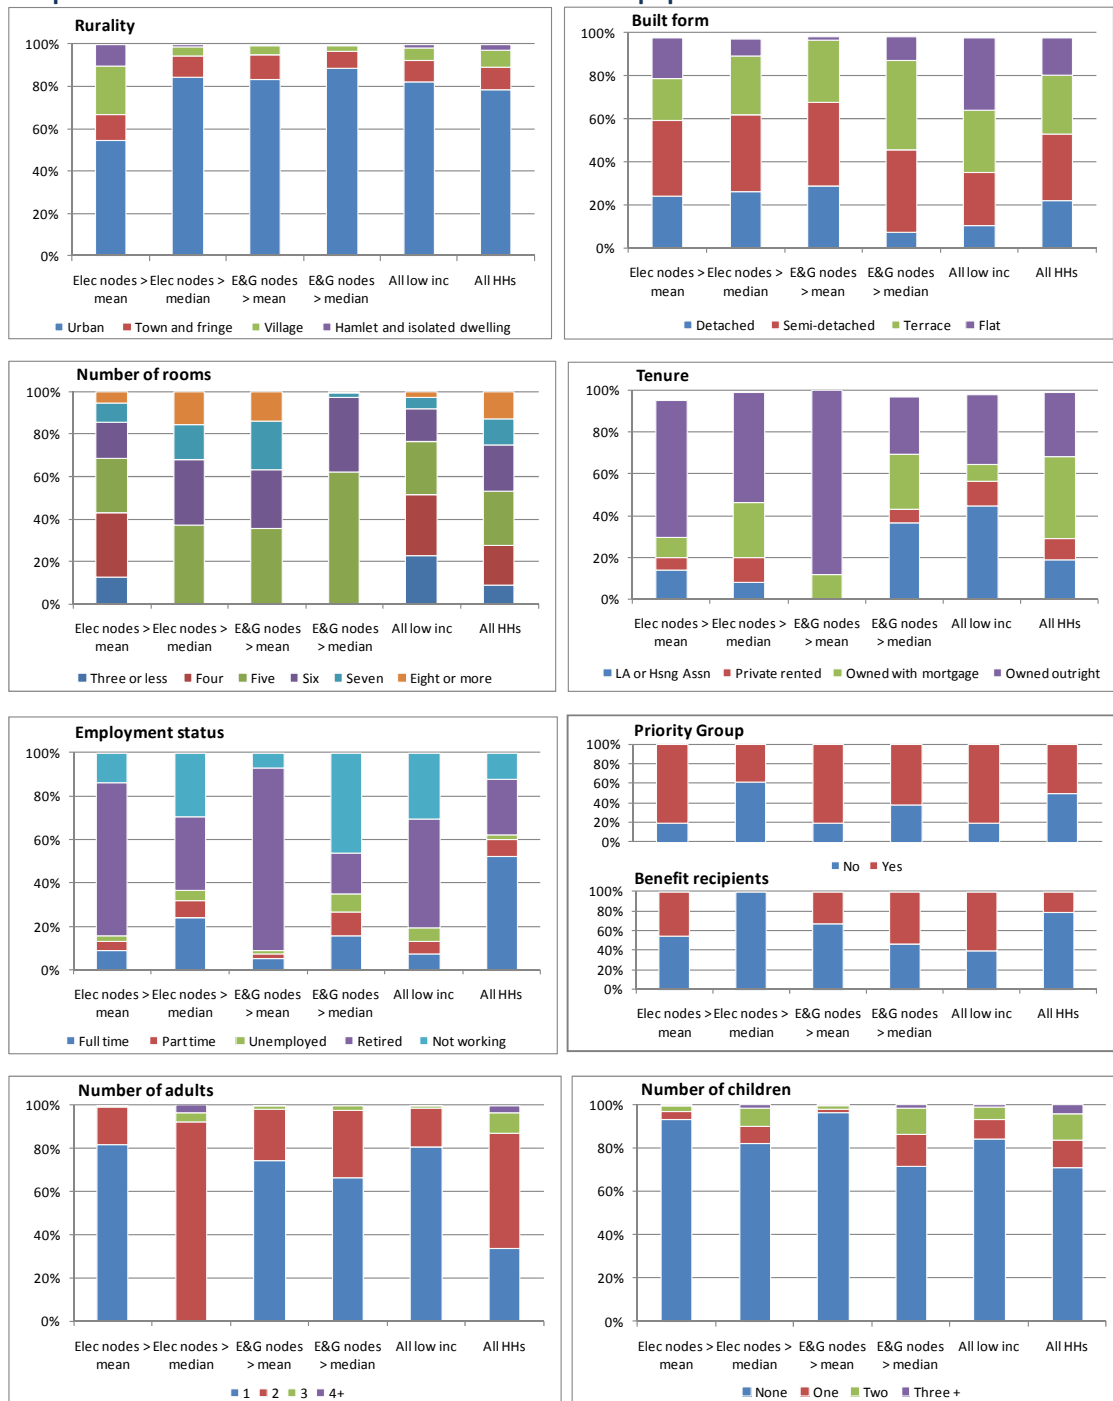 Rurality
100%
80%
60%
40%
20%
0%
Elec nodes > Elec nodes > E&G nodes E&G nodes All low inc All HHs
mean median > mean > median
Urban Town and fringe Village Hamlet and isolated dwelling
Built form
100%
80%
60%
40%
20%
0%
Elec nodes > Elec nodes > E&G nodes E&G nodes All low inc All HHs
mean median > mean > median
Detached Semi-detached Terrace Flat
Number of rooms
100%
80%
60%
40%
20%
0%
Elec nodes > Elec nodes > E&G nodes E&G nodes All low inc All HHs
mean median > mean > median
Three or less Four Five Six Seven Eight or more
Tenure
100%
80%
60%
40%
20%
0%
Elec nodes > Elec nodes > E&G nodes E&G nodes All low inc All HHs
mean median > mean > median
LA or Hsng Assn Private rented Owned with mortgage Owned outright
Employment status
100%
80%
60%
40%
20%
0%
Elec nodes > Elec nodes > E&G nodes E&G nodes All low inc All HHs
mean median > mean > median
Full time Part time Unemployed Retired Not working
Priority Group
100%
80%
60%
40%
20%
0%
No Yes
Benefit recipients
100%
80%
60%
40%
20%
0%
Elec nodes > Elec nodes > E&G nodes E&G nodes All low inc All HHs
mean median > mean > median
Number of adults
100%
80%
60%
40%
20%
0%
Elec nodes > Elec nodes > E&G nodes E&G nodes All low inc All HHs
mean median > mean > median
1 2 3 4+
Number of children
100%
80%
60%
40%
20%
0%
Elec nodes > Elec nodes > E&G nodes E&G nodes All low inc All HHs
mean median > mean > median
None One Two Three +